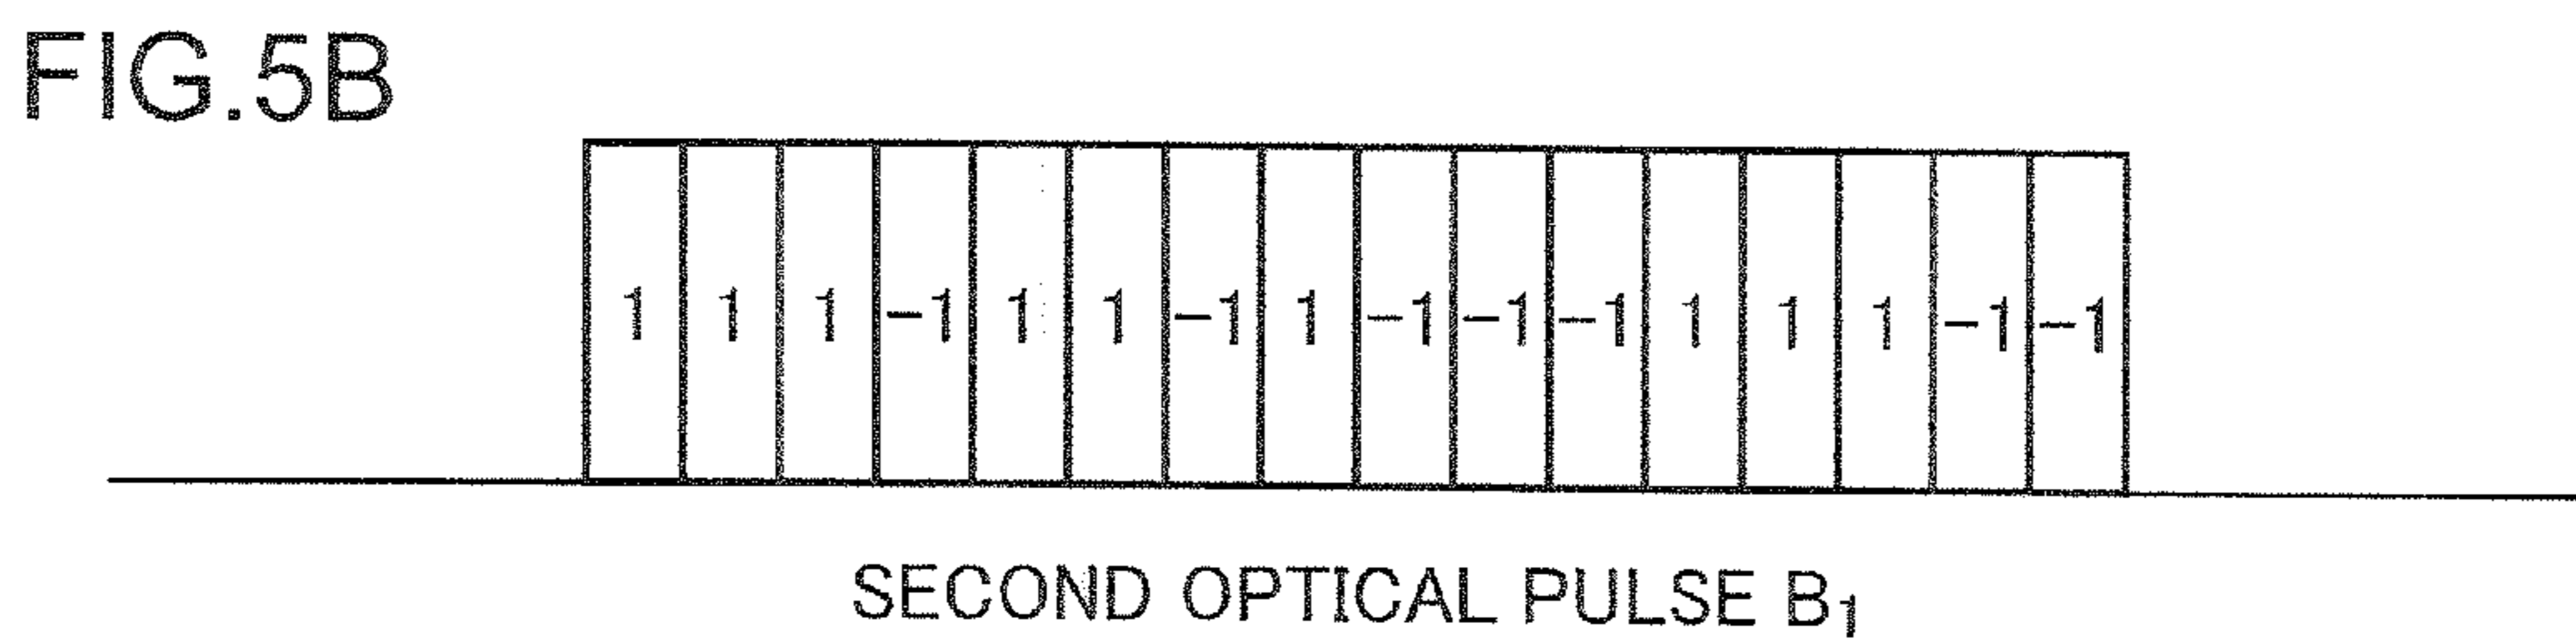 FIG.5B
1 1 1 -1 1 1 -1 1 -1 -1 -1 1 1 1 -1 -1
SECOND OPTICAL PULSE B₁